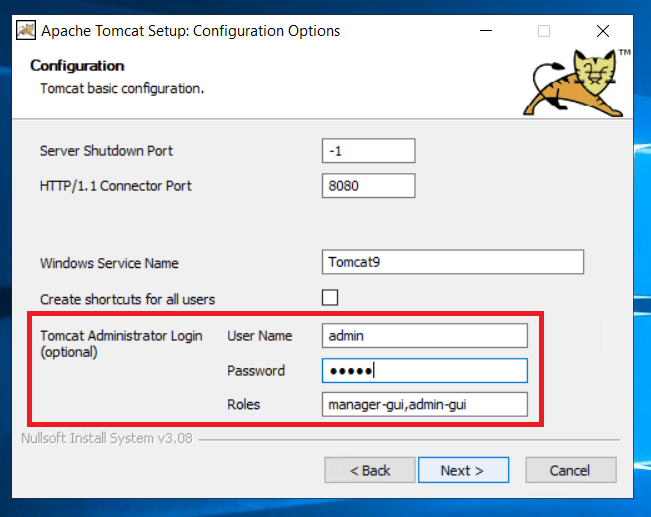 Apache Tomcat Setup: Configuration Options
Configuration
Tomcat basic configuration.
TM
Server Shutdown Port -1
HTTP/1.1 Connector Port 8080
Windows Service Name Tomcat9
Create shortcuts for all users
Tomcat Administrator Login User Name admin
(optional)
Password •••••
Roles manager-gui,admin-gui
Nullsoft Install System v3.08
< Back Next > Cancel